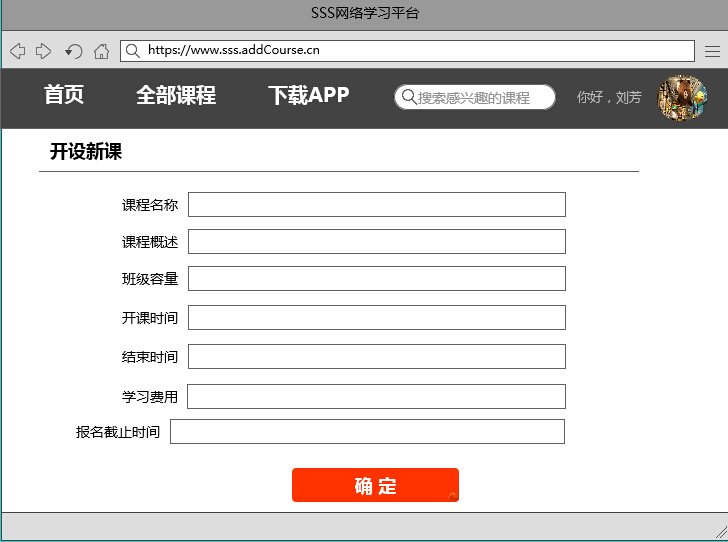 SSS网络学习平台
https://www.sss.addCourse.cn
首页 全部课程 下载APP 搜索感兴趣的课程 你好，刘芳
开设新课
课程名称
课程概述
班级容量
开课时间
结束时间
学习费用
报名截止时间
确 定